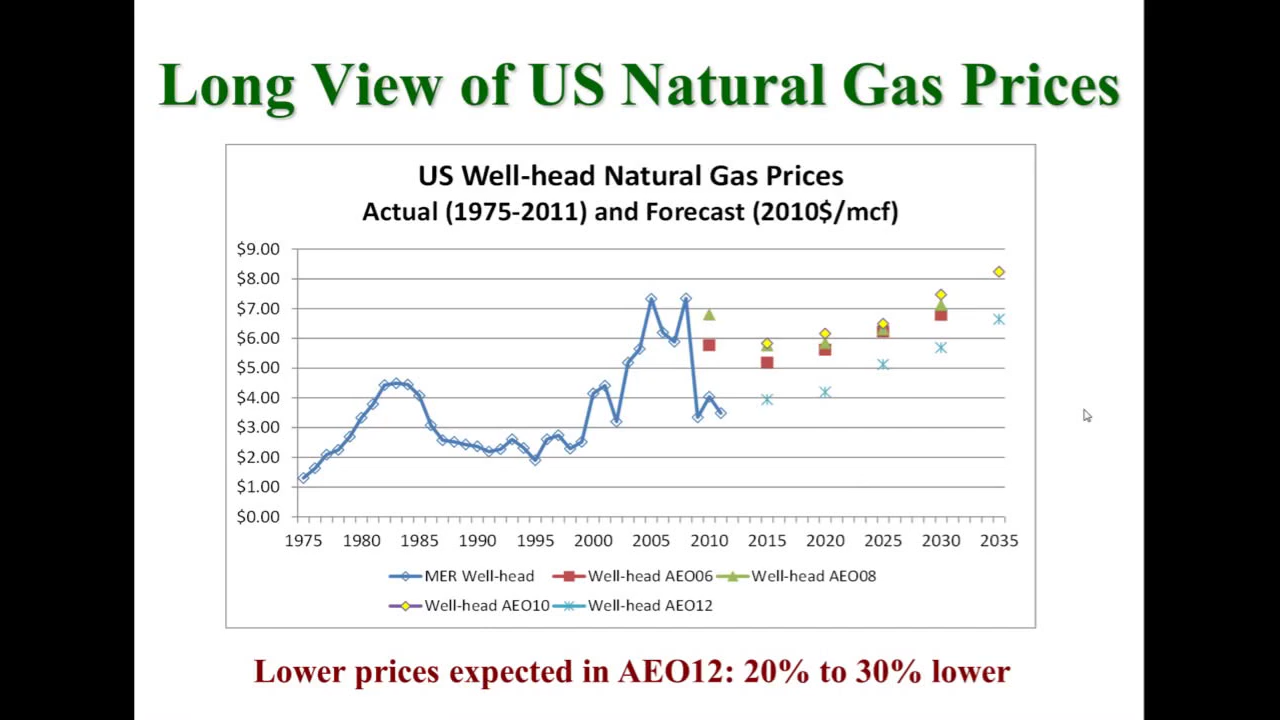 Long View of US Natural Gas Prices
US Well-head Natural Gas Prices
Actual (1975-2011) and Forecast (2010$/mcf)
$9.00
$8.00
$7.00
$6.00
$5.00
$4.00
$3.00
$2.00
$1.00
$0.00
1975 1980 1985 1990 1995 2000 2005 2010 2015 2020 2025 2030 2035
MER Well-head Well-head AEO06 Well-head AEO08
Well-head AEO10 Well-head AEO12
Lower prices expected in AEO12: 20% to 30% lower